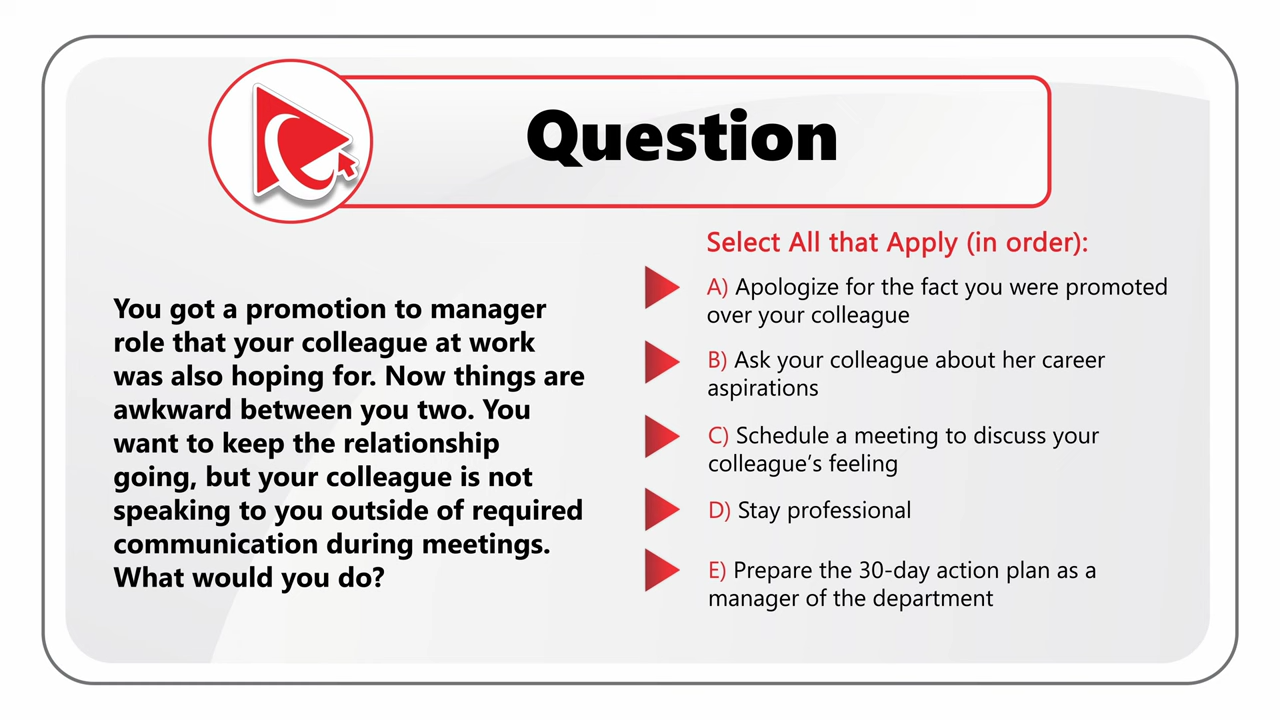 Question
You got a promotion to manager
role that your colleague at work
was also hoping for. Now things are
awkward between you two. You
want to keep the relationship
going, but your colleague is not
speaking to you outside of required
communication during meetings.
What would you do?
Select All that Apply (in order):
A) Apologize for the fact you were promoted
over your colleague
B) Ask your colleague about her career
aspirations
C) Schedule a meeting to discuss your
colleague's feeling
D) Stay professional
E) Prepare the 30-day action plan as a
manager of the department